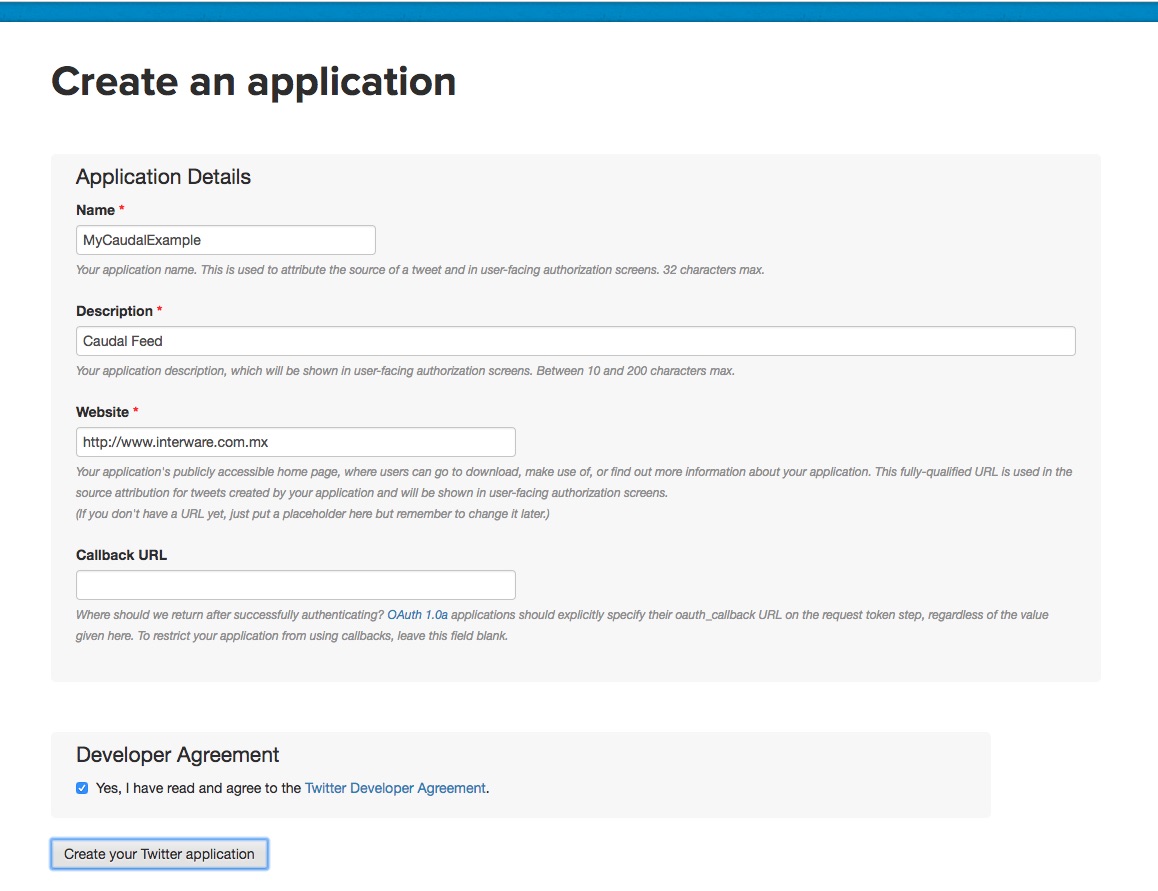 Create an application
Application Details
Name *
MyCaudalExample
Your application name. This is used to attribute the source of a tweet and in user-facing authorization screens. 32 characters max.
Description *
Caudal Feed
Your application description, which will be shown in user-facing authorization screens. Between 10 and 200 characters max.
Website *
http://www.interware.com.mx
Your application's publicly accessible home page, where users can go to download, make use of, or find out more information about your application. This fully-qualified URL is used in the
source attribution for tweets created by your application and will be shown in user-facing authorization screens.
(If you don't have a URL yet, just put a placeholder here but remember to change it later.)
Callback URL
Where should we return after successfully authenticating? OAuth 1.0a applications should explicitly specify their oauth_callback URL on the request token step, regardless of the value
given here. To restrict your application from using callbacks, leave this field blank.
Developer Agreement
Yes, I have read and agree to the Twitter Developer Agreement.
Create your Twitter application